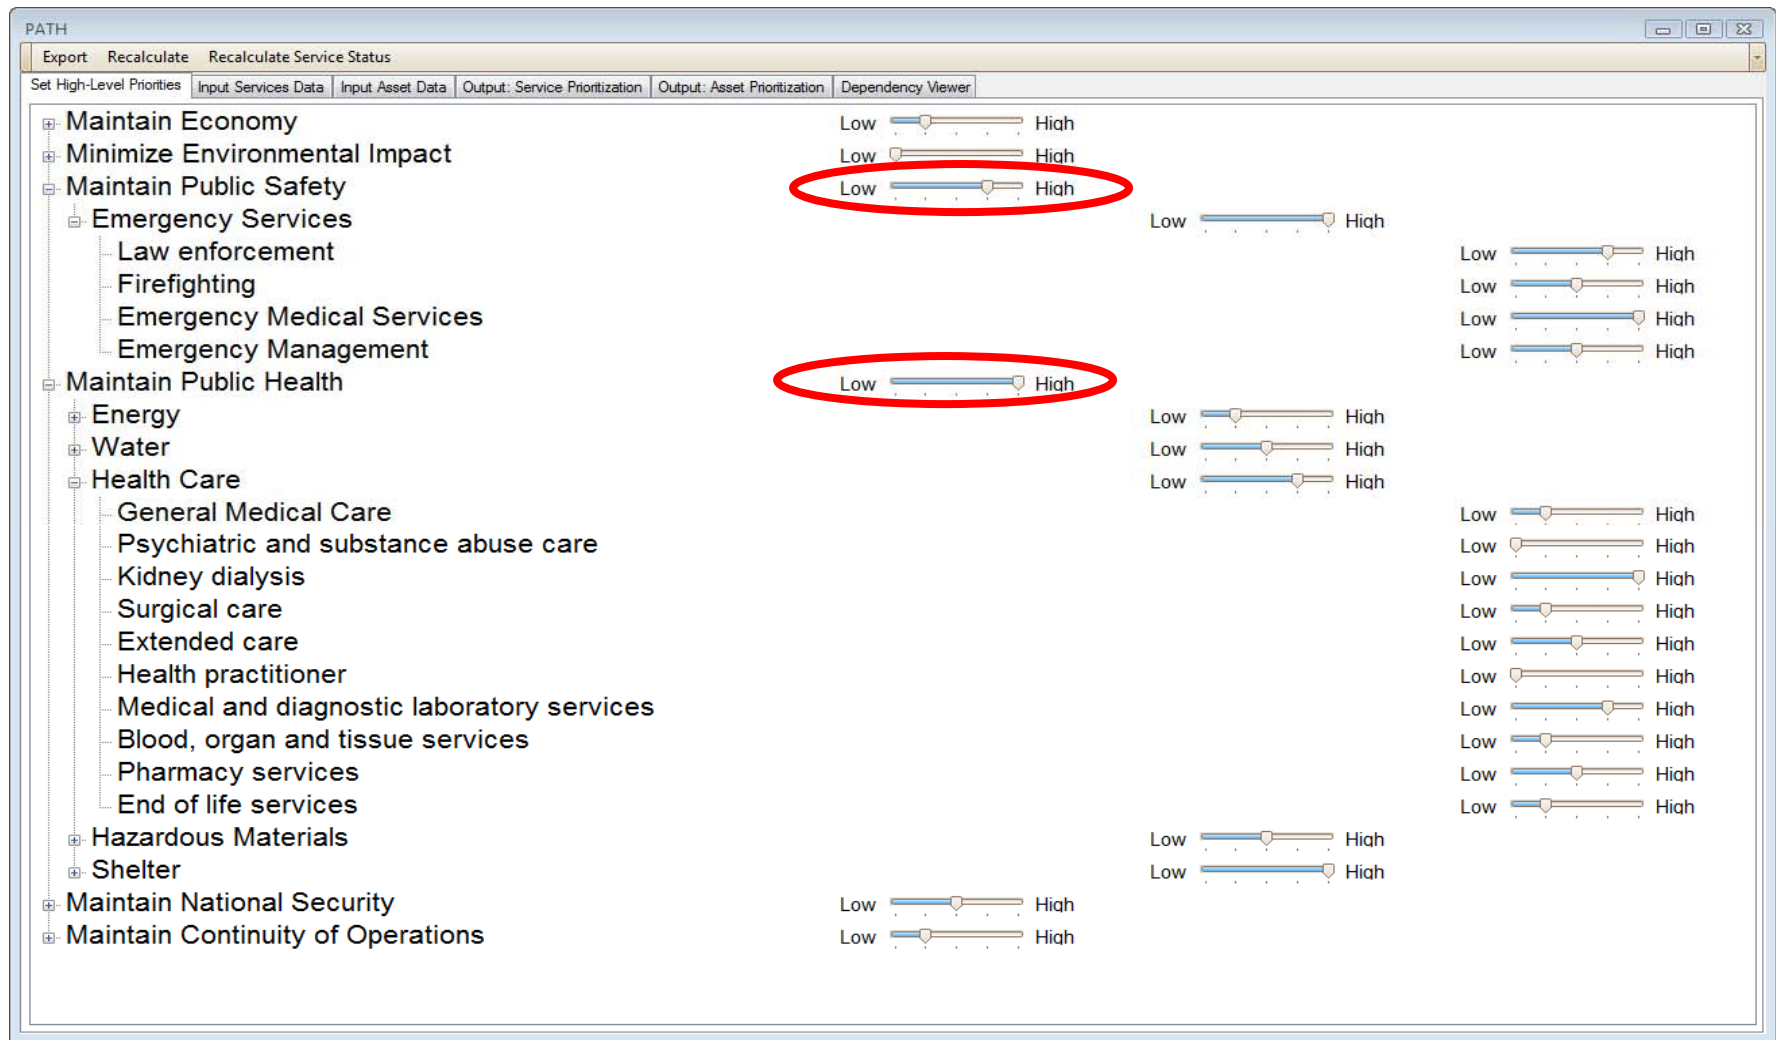 PATH
Export Recalculate Recalculate Service Status
Set High-Level Priorities Input Services Data Input Asset Data Output: Service Prioritization Output: Asset Prioritization Dependency Viewer
Maintain Economy Low High
Minimize Environmental Impact Low High
Maintain Public Safety Low High
Emergency Services Low High
Law enforcement Low High
Firefighting Low High
Emergency Medical Services Low High
Emergency Management Low High
Maintain Public Health Low High
Energy Low High
Water Low High
Health Care Low High
General Medical Care Low High
Psychiatric and substance abuse care Low High
Kidney dialysis Low High
Surgical care Low High
Extended care Low High
Health practitioner Low High
Medical and diagnostic laboratory services Low High
Blood, organ and tissue services Low High
Pharmacy services Low High
End of life services Low High
Hazardous Materials Low High
Shelter Low High
Maintain National Security Low High
Maintain Continuity of Operations Low High